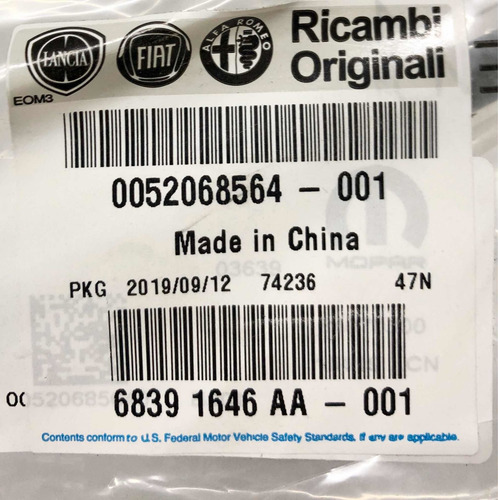 LANCIA FIAT ALFA ROMEO Ricambi
Originali
EOM3
0052068564 - 001
Made in China
03639 MOPAR
PKG 2019/09/12 74236 47N
6839 1646 AA - 001
Contents conform to U.S. Federal Motor Vehicle Safety Standards, if any are applicable.